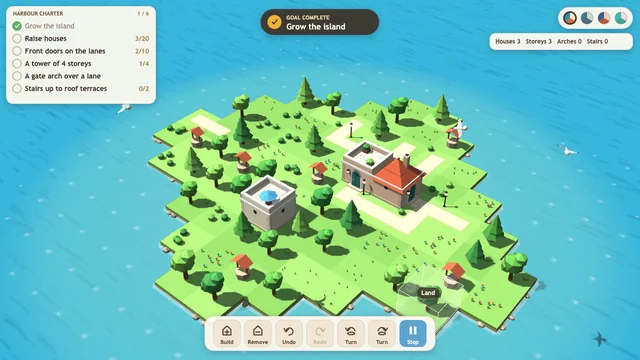 HARBOUR CHARTER 1 / 6
Grow the island
Raise houses 3/20
Front doors on the lanes 2/10
A tower of 4 storeys 1/4
A gate arch over a lane
Stairs up to roof terraces 0/2
GOAL COMPLETE
Grow the island
Houses 3 Storeys 3 Arches 0 Stairs 0
Land
Build Remove Undo Redo Turn Turn Stop